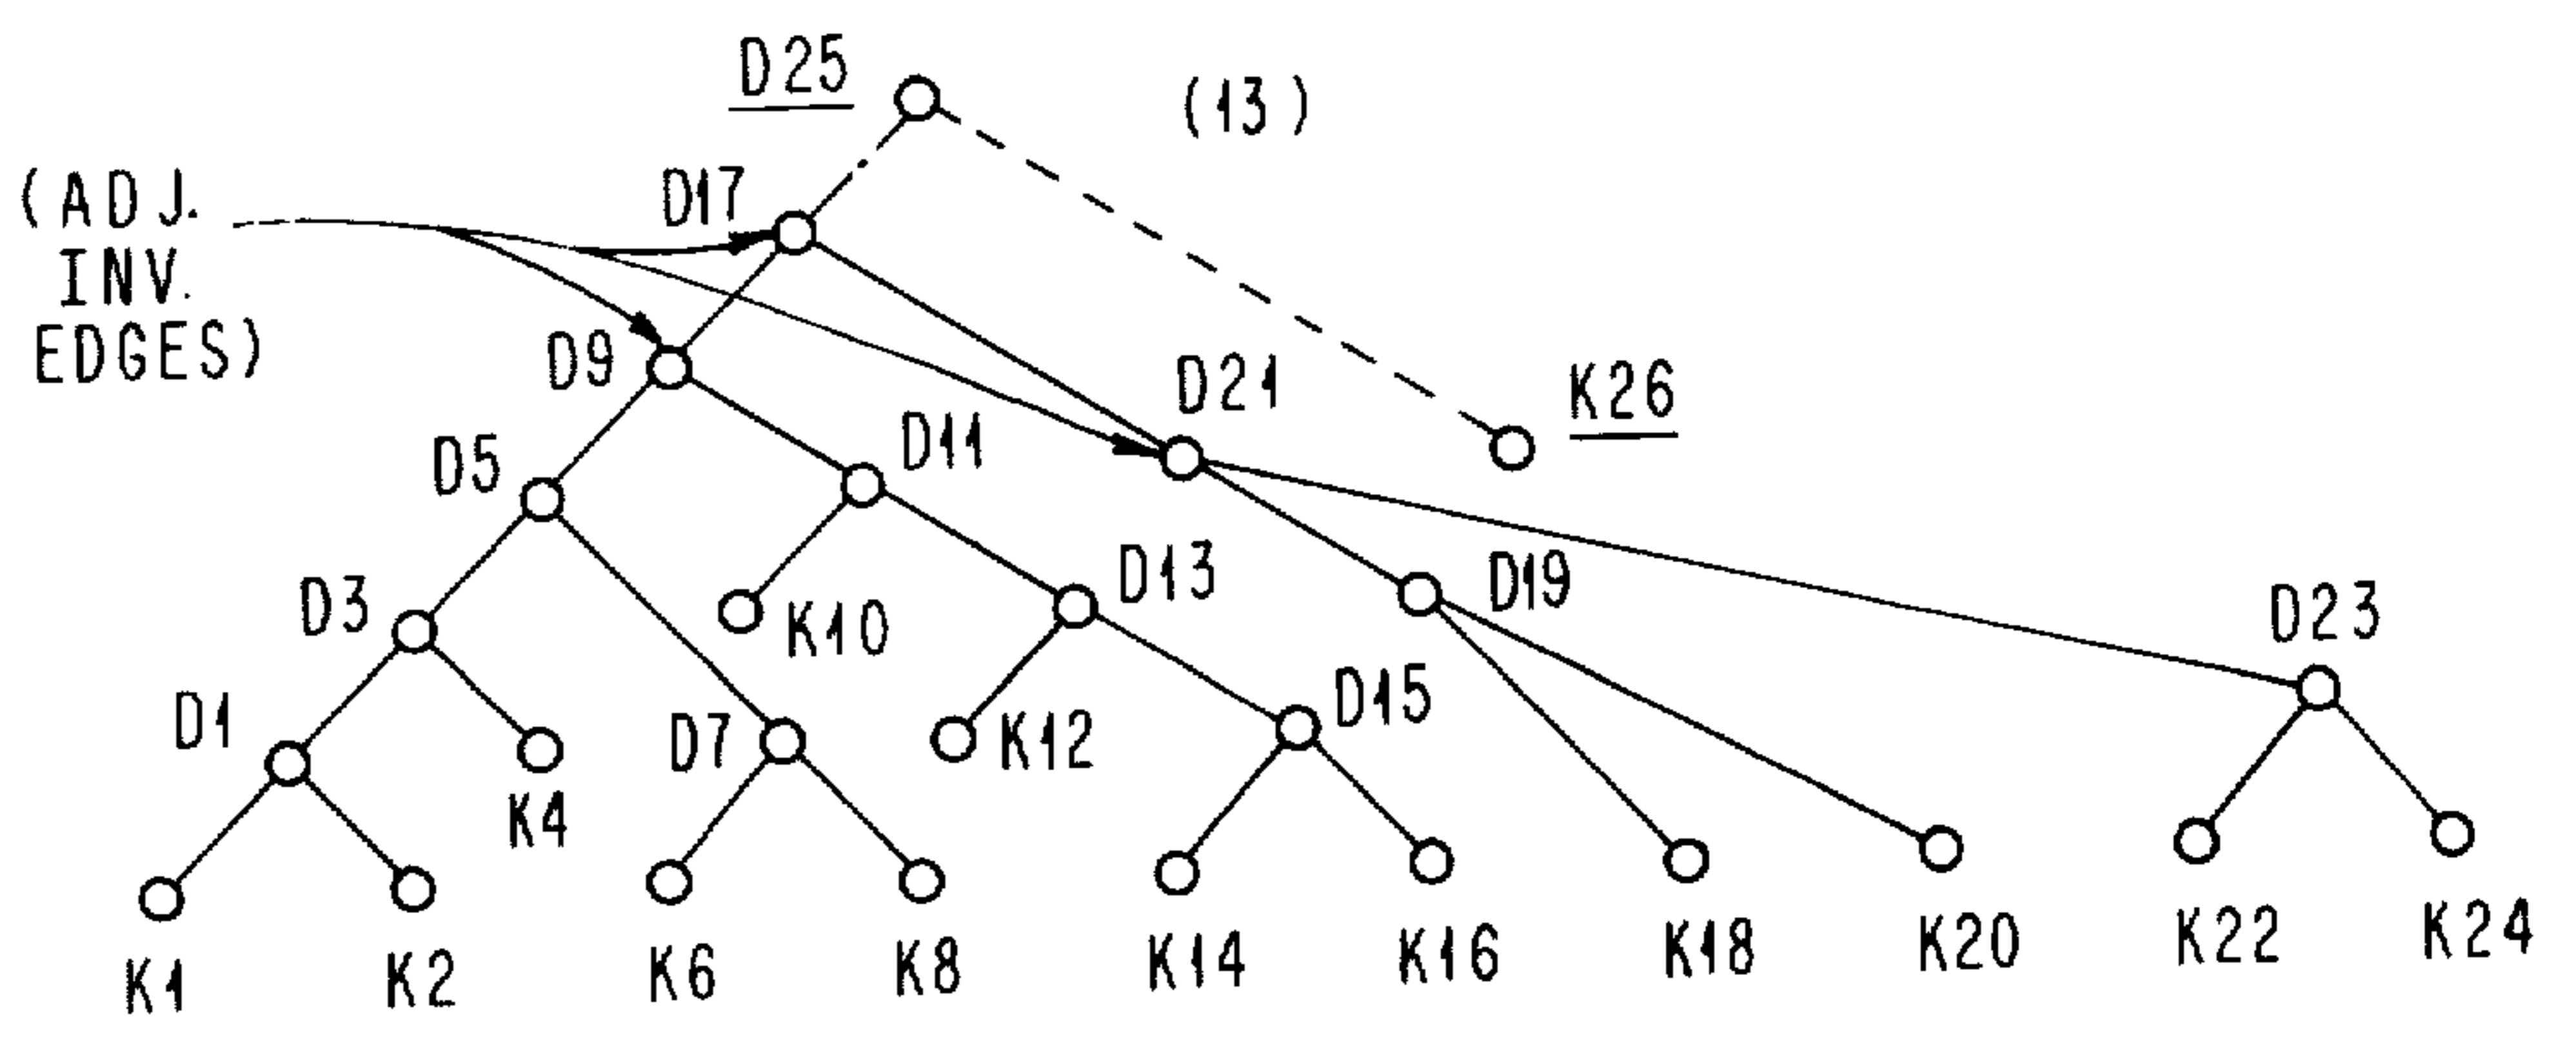 D25
(13)
D17
(ADJ.
INV.
EDGES)
D9
D21
K26
D11
D5
D13
D19
D3
K10
D23
D1
D7
K12
D15
K4
K1
K2
K6
K8
K14
K16
K18
K20
K22
K24